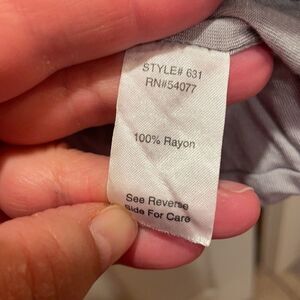 STYLE# 631
RN#54077
100% Rayon
See Reverse
Side For Care